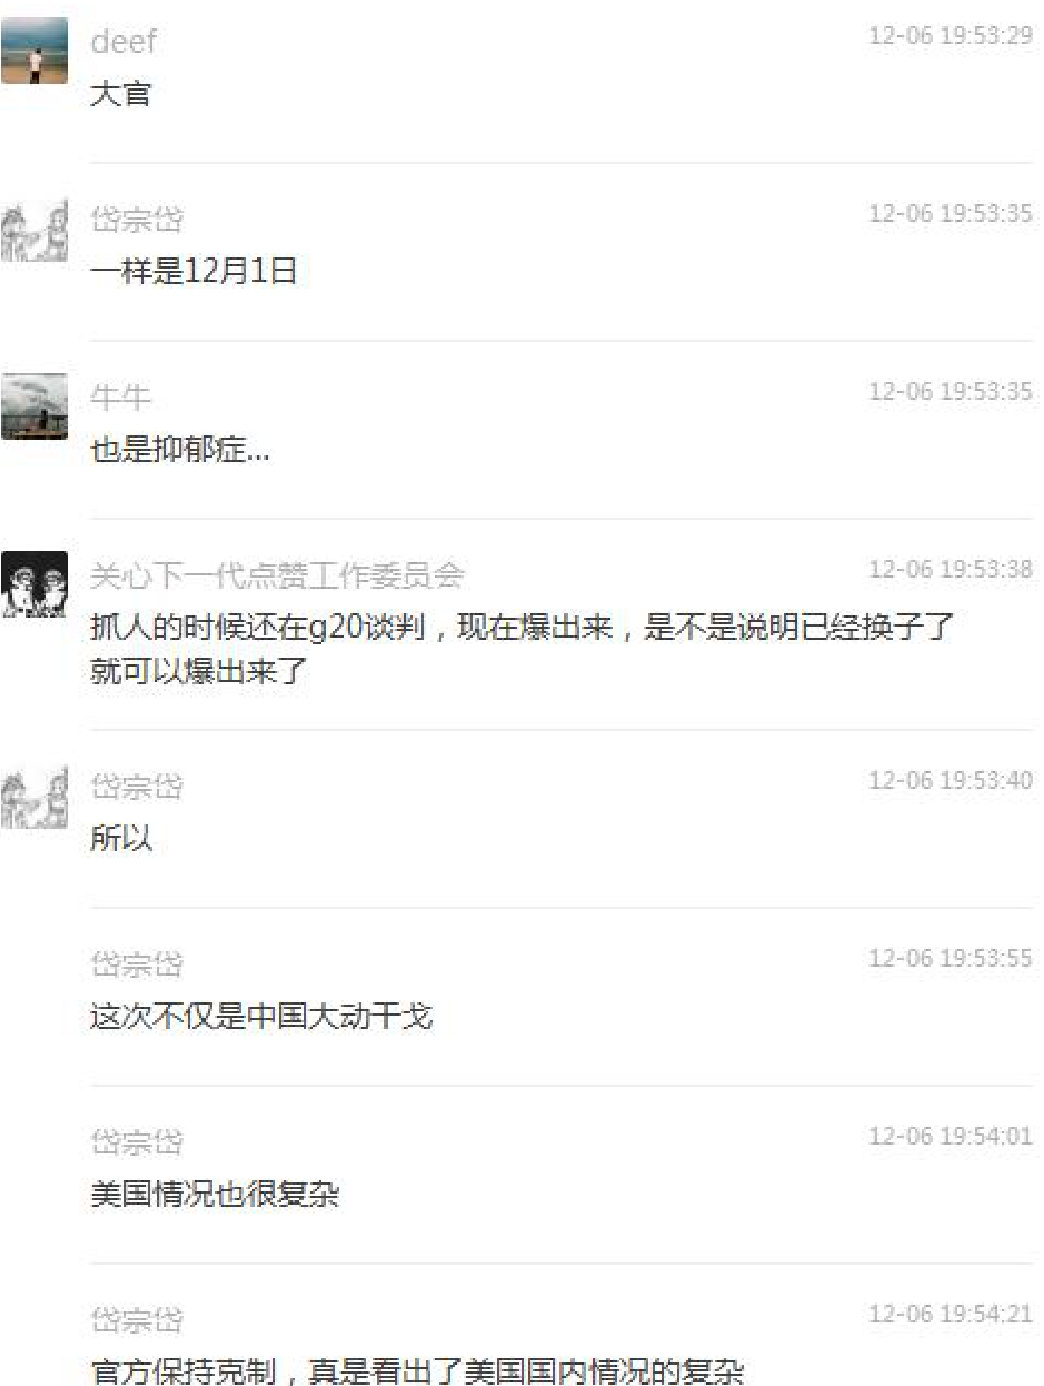 deef
12-06 19:53:29
大官
岱宗岱
12-06 19:53:35
一样是12月1日
牛牛
12-06 19:53:35
也是抑郁症...
关心下一代点赞工作委员会
12-06 19:53:38
抓人的时候还在g20谈判，现在爆出来，是不是说明已经换子了
就可以爆出来了
岱宗岱
12-06 19:53:40
所以
岱宗岱
12-06 19:53:55
这次不仅是中国大动干戈
岱宗岱
12-06 19:54:01
美国情况也很复杂
岱宗岱
12-06 19:54:21
官方保持克制，真是看出了美国国内情况的复杂